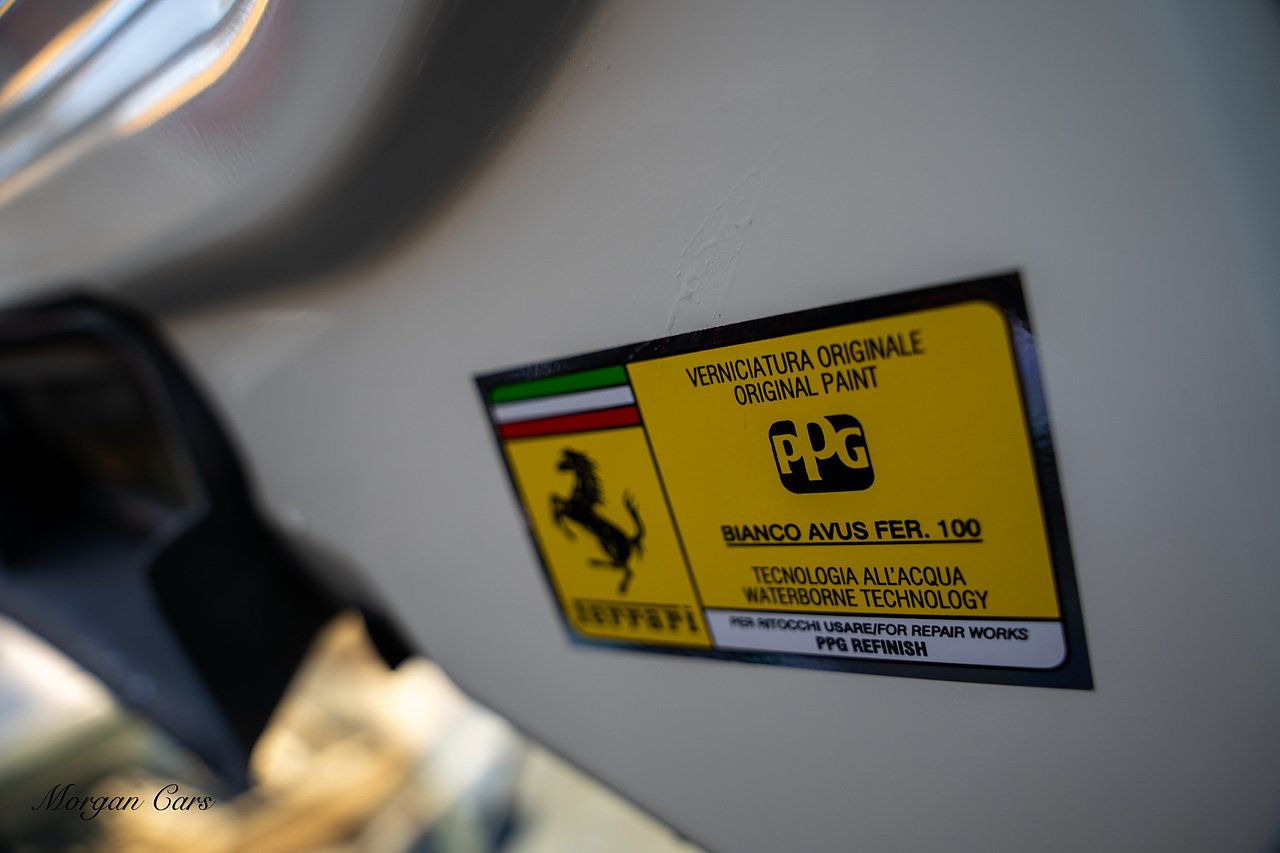 VERNICIATURA ORIGINALE
ORIGINAL PAINT
PPG
BIANCO AVUS FER. 100
TECNOLOGIA ALL'ACQUA
WATERBORNE TECHNOLOGY
PER RITOCCHI USARE/FOR REPAIR WORKS
PPG REFINISH
Ferrari
Morgan Cars